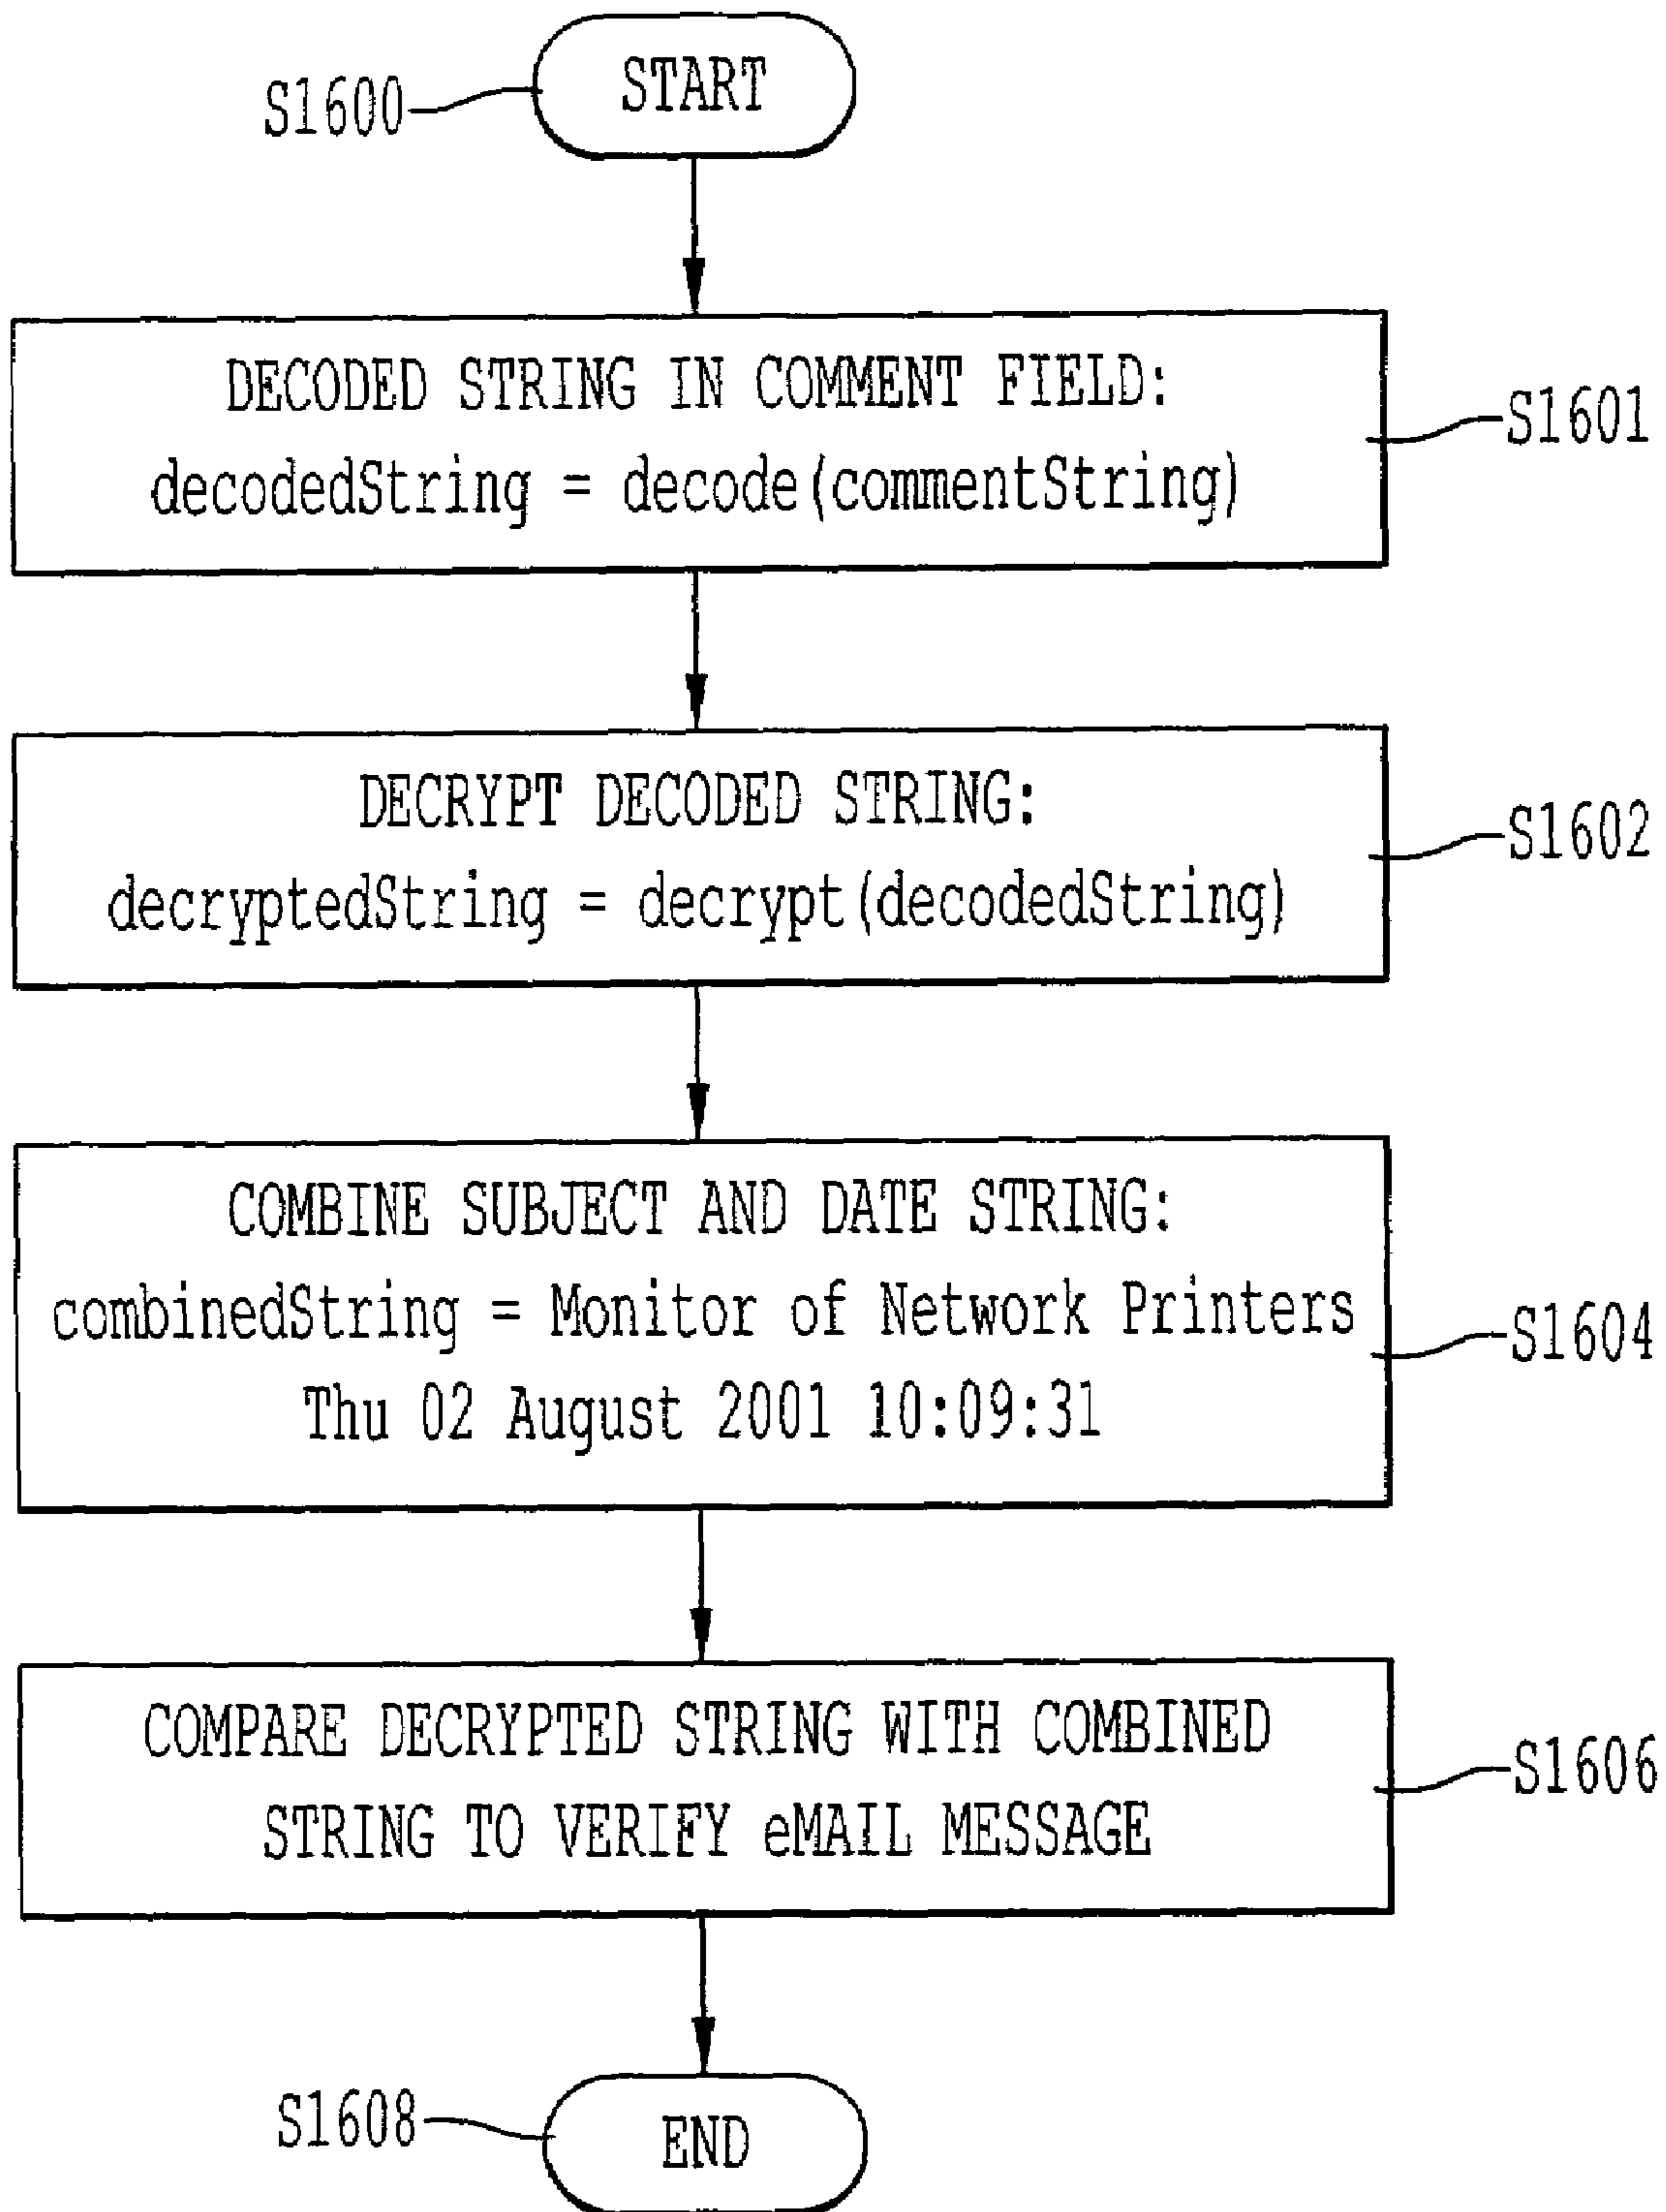 S1600
START
DECODED STRING IN COMMENT FIELD:
decodedString = decode(commentString)
S1601
DECRYPT DECODED STRING:
decryptedString = decrypt(decodedString)
S1602
COMBINE SUBJECT AND DATE STRING:
combinedString = Monitor of Network Printers
Thu 02 August 2001 10:09:31
S1604
COMPARE DECRYPTED STRING WITH COMBINED
STRING TO VERIFY eMAIL MESSAGE
S1606
S1608
END